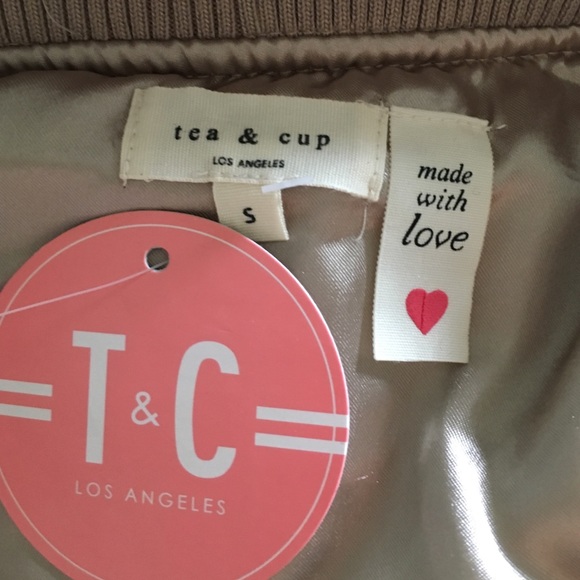 tea & cup
LOS ANGELES
S
made
with
love
T & C
LOS ANGELES